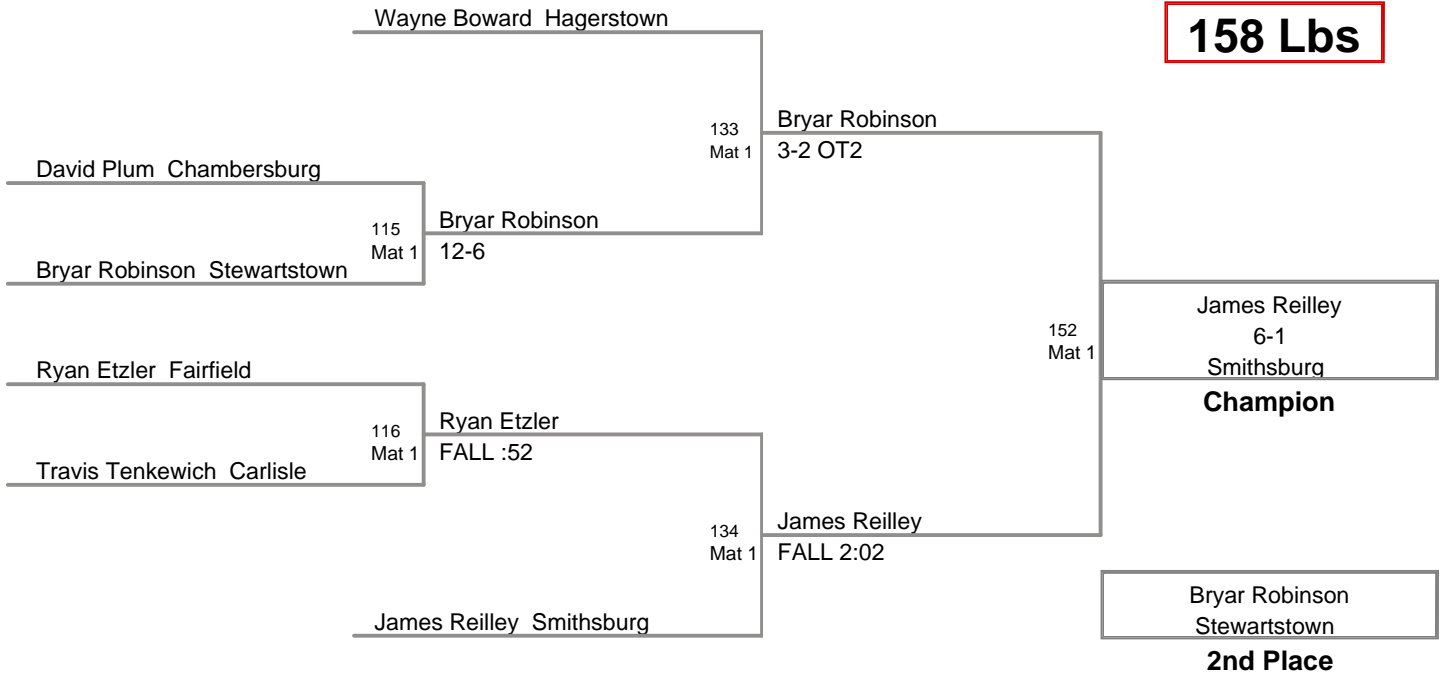 Wayne Boward  Hagerstown
158 Lbs
133
Mat 1
Bryar Robinson
3-2 OT2
David Plum  Chambersburg
115
Mat 1
Bryar Robinson
12-6
Bryar Robinson  Stewartstown
James Reilley
6-1
Smithsburg
Champion
152
Mat 1
Ryan Etzler  Fairfield
116
Mat 1
Ryan Etzler
FALL :52
Travis Tenkewich  Carlisle
134
Mat 1
James Reilley
FALL 2:02
James Reilley  Smithsburg
Bryar Robinson
Stewartstown
2nd Place